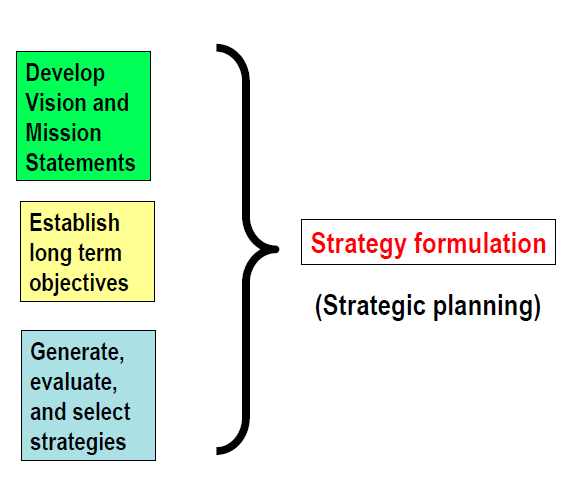 Develop
Vision and
Mission
Statements
Establish
long term
objectives
Generate,
evaluate,
and select
strategies
Strategy formulation
(Strategic planning)